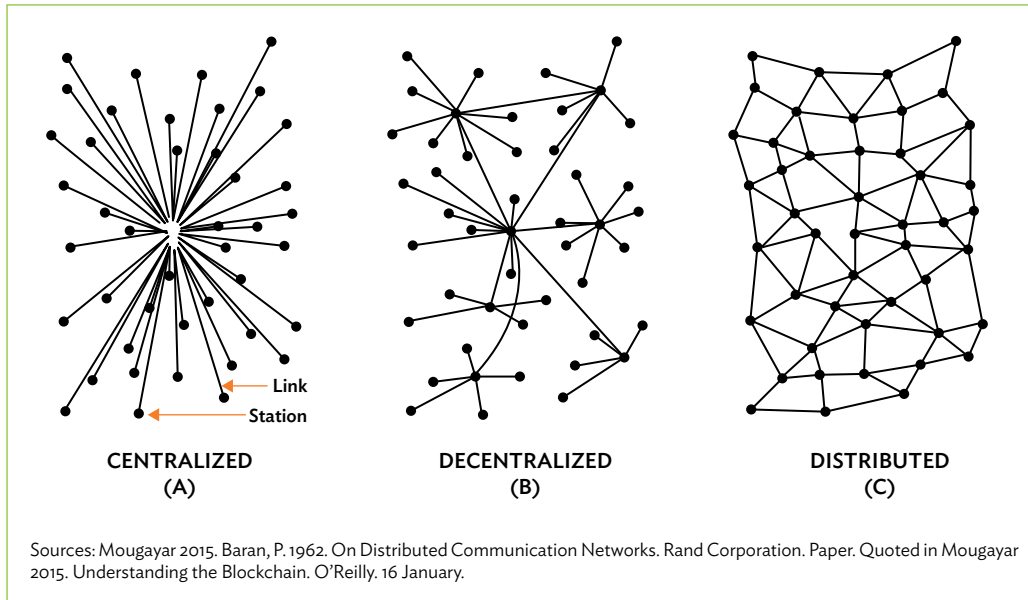 Link
Station
CENTRALIZED
(A)
DECENTRALIZED
(B)
DISTRIBUTED
(C)
Sources: Mougayar 2015. Baran, P. 1962. On Distributed Communication Networks. Rand Corporation. Paper. Quoted in Mougayar
2015. Understanding the Blockchain. O’Reilly. 16 January.